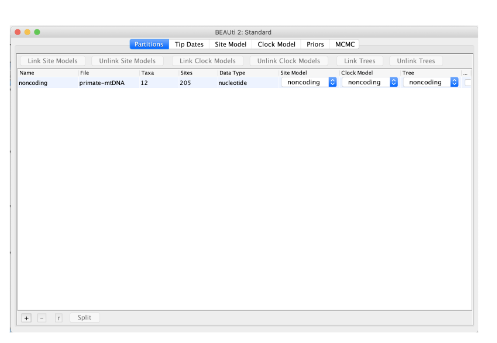 BEAUti 2: Standard
Partitions Tip Dates Site Model Clock Model Priors MCMC
Link Site Models Unlink Site Models Link Clock Models Unlink Clock Models Link Trees Unlink Trees
Name File Taxa Sites Data Type Site Model Clock Model Tree ...
noncoding primate-mtDNA 12 205 nucleotide noncoding noncoding noncoding
+ - r Split